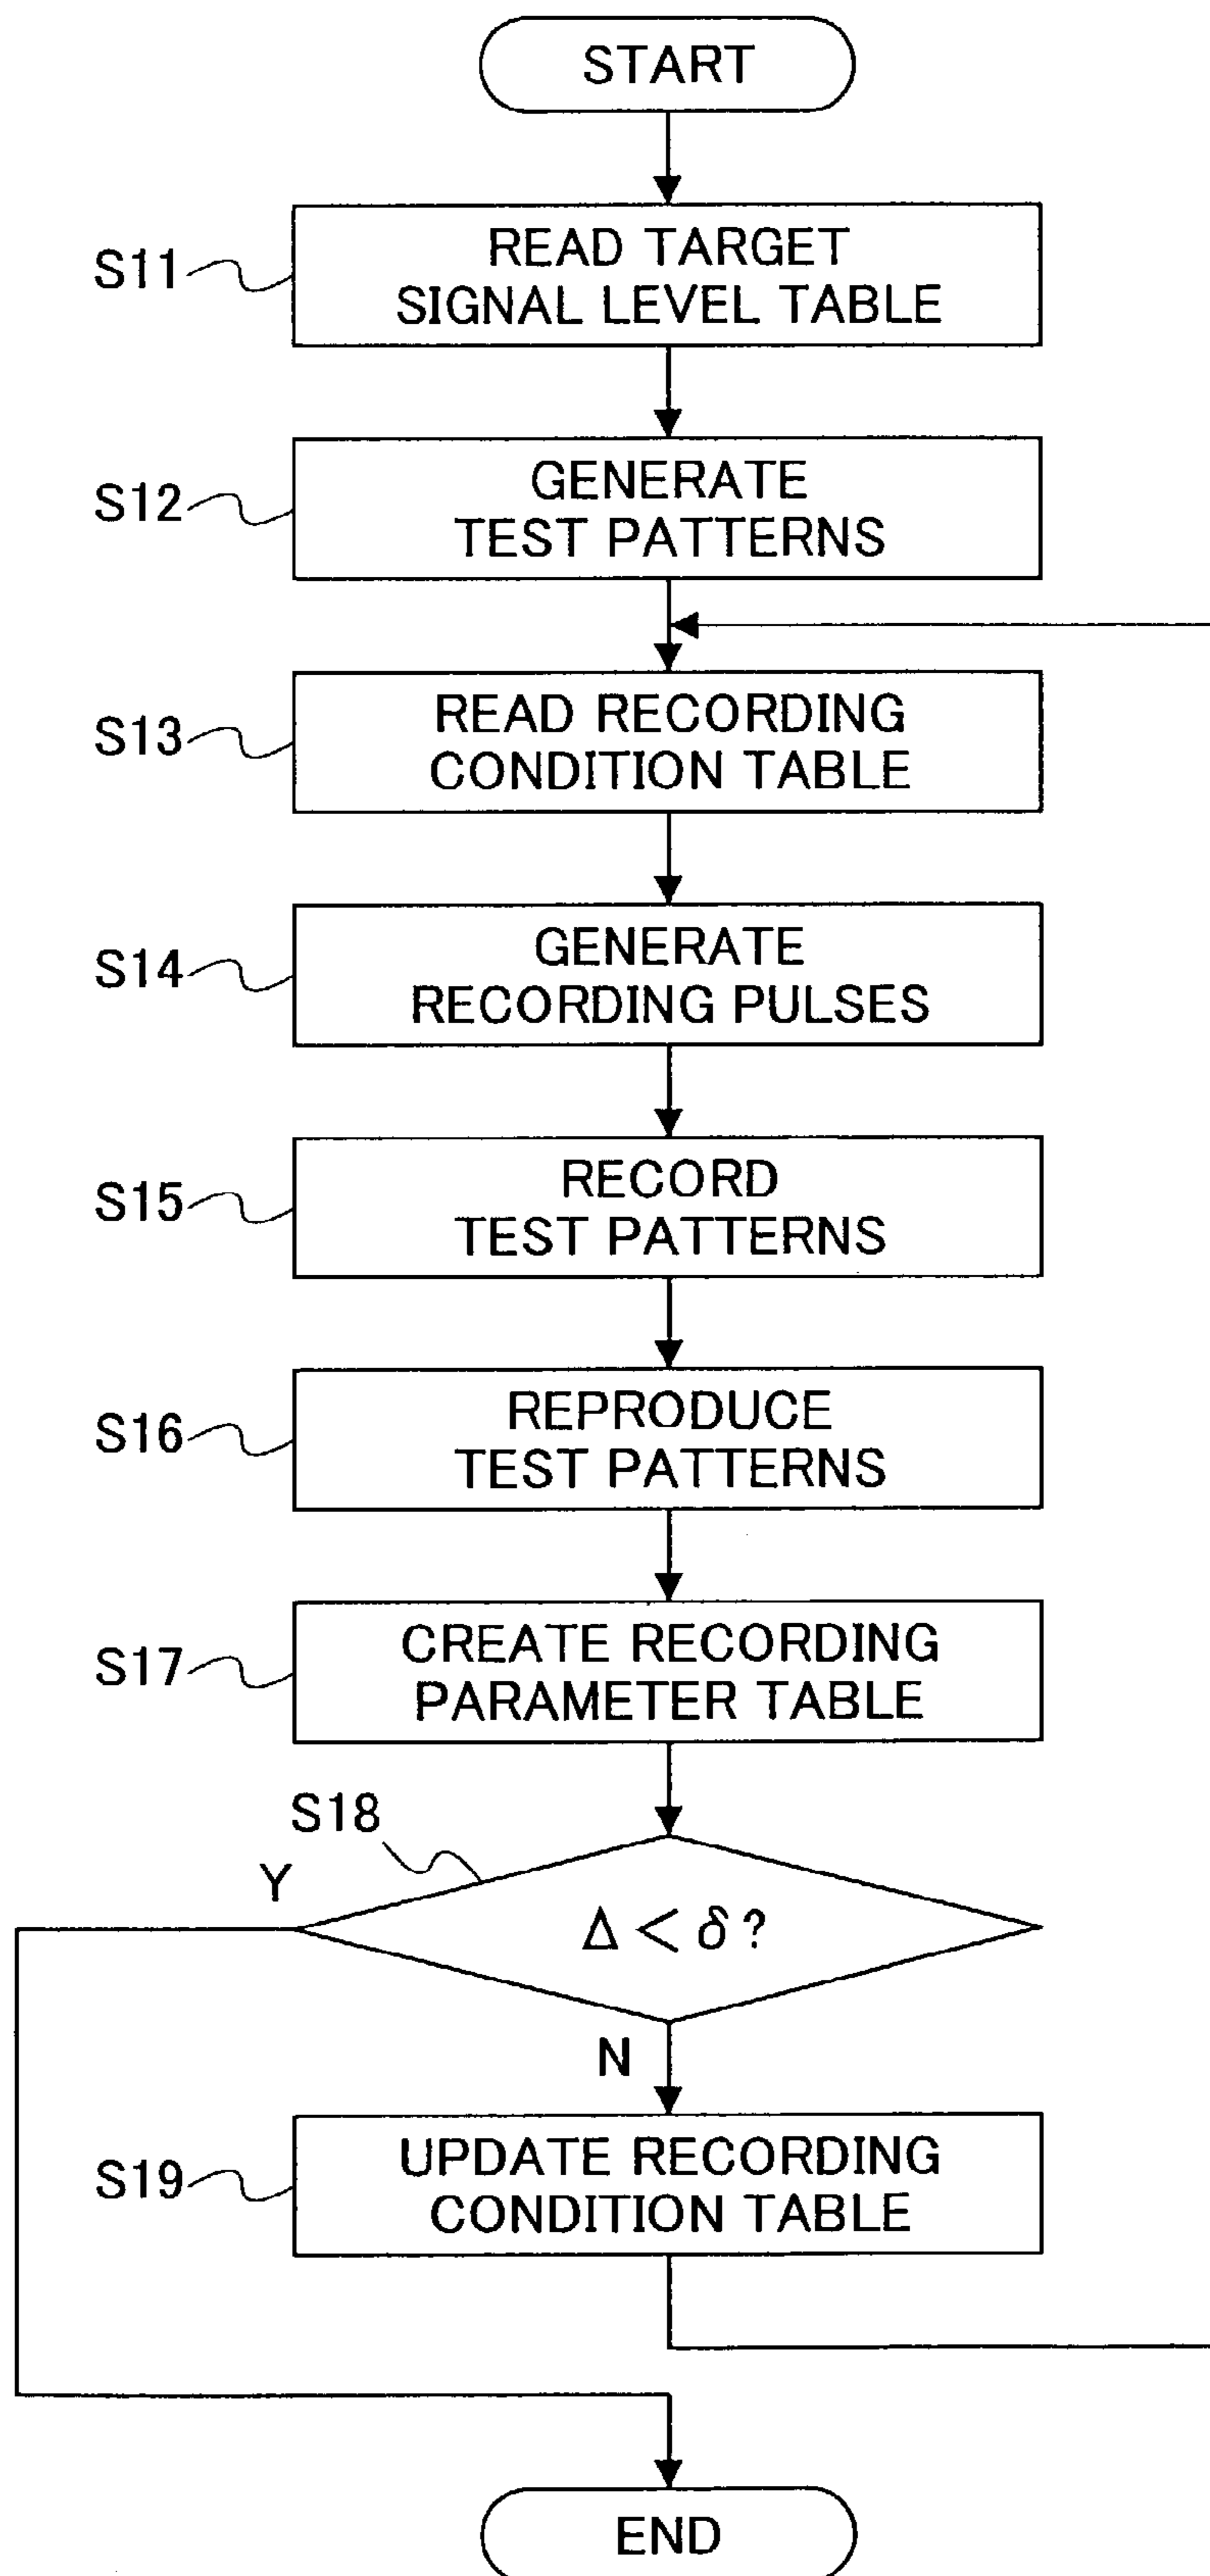 START
S11
READ TARGET
SIGNAL LEVEL TABLE
S12
GENERATE
TEST PATTERNS
S13
READ RECORDING
CONDITION TABLE
S14
GENERATE
RECORDING PULSES
S15
RECORD
TEST PATTERNS
S16
REPRODUCE
TEST PATTERNS
S17
CREATE RECORDING
PARAMETER TABLE
S18
Y
Δ < δ ?
N
S19
UPDATE RECORDING
CONDITION TABLE
END